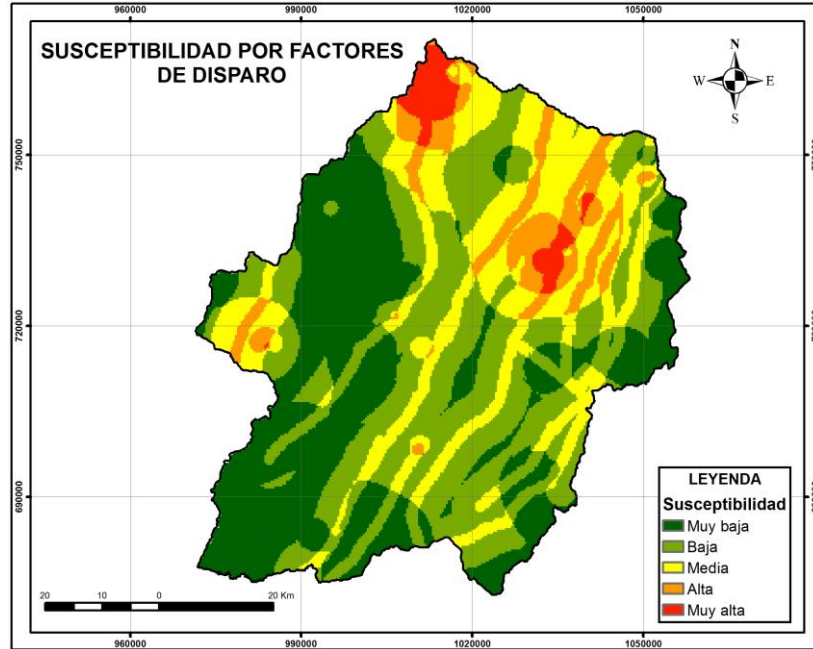 960000 990000 1020000 1050000
SUSCEPTIBILIDAD POR FACTORES
DE DISPARO
N
W E
S
750000
720000
690000
LEYENDA
Susceptibilidad
Muy baja
Baja
Media
Alta
Muy alta
20 10 0 20 Km
960000 990000 1020000 1050000